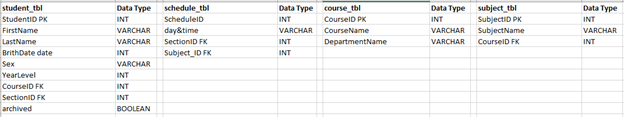 student_tbl Data Type schedule_tbl Data Type course_tbl Data Type subject_tbl Data Type
StudentID PK INT ScheduleID INT CourseID PK INT SubjectID PK INT
FirstName VARCHAR day&time VARCHAR CourseName VARCHAR SubjectName VARCHAR
LastName VARCHAR SectionID FK INT DepartmentName VARCHAR CourseID FK INT
BrithDate date INT Subject_ID FK INT
Sex VARCHAR
YearLevel INT
CourseID FK INT
SectionID FK INT
archived BOOLEAN